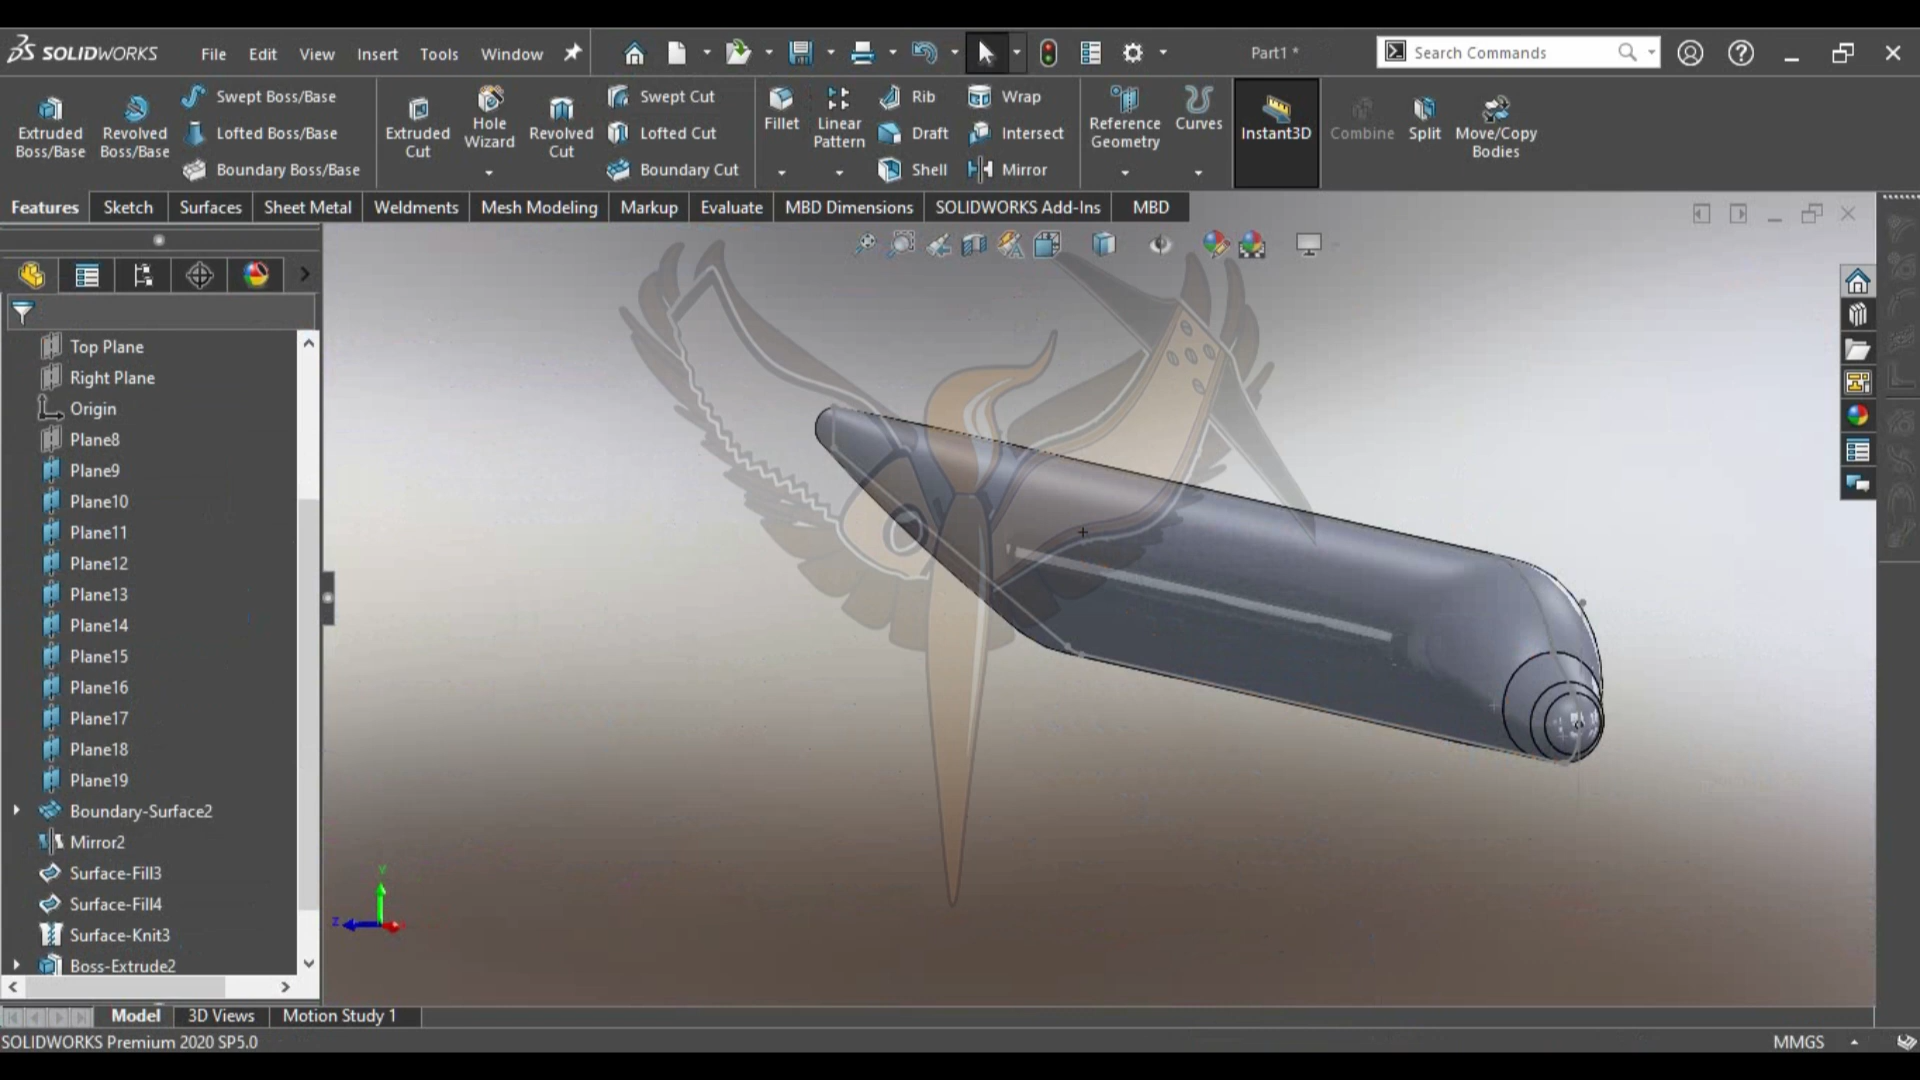 SOLIDWORKS File Edit View Insert Tools Window Part1 * Search Commands
Extruded Boss/Base
Revolved Boss/Base
Swept Boss/Base
Lofted Boss/Base
Boundary Boss/Base
Extruded Cut
Hole Wizard
Revolved Cut
Swept Cut
Lofted Cut
Boundary Cut
Fillet
Linear Pattern
Rib
Draft
Shell
Wrap
Intersect
Mirror
Reference Geometry
Curves
Instant3D
Combine
Split
Move/Copy Bodies
Features Sketch Surfaces Sheet Metal Weldments Mesh Modeling Markup Evaluate MBD Dimensions SOLIDWORKS Add-Ins MBD
Top Plane
Right Plane
Origin
Plane8
Plane9
Plane10
Plane11
Plane12
Plane13
Plane14
Plane15
Plane16
Plane17
Plane18
Plane19
Boundary-Surface2
Mirror2
Surface-Fill3
Surface-Fill4
Surface-Knit3
Boss-Extrude2
Y
Z
Model 3D Views Motion Study 1
SOLIDWORKS Premium 2020 SP5.0 MMGS